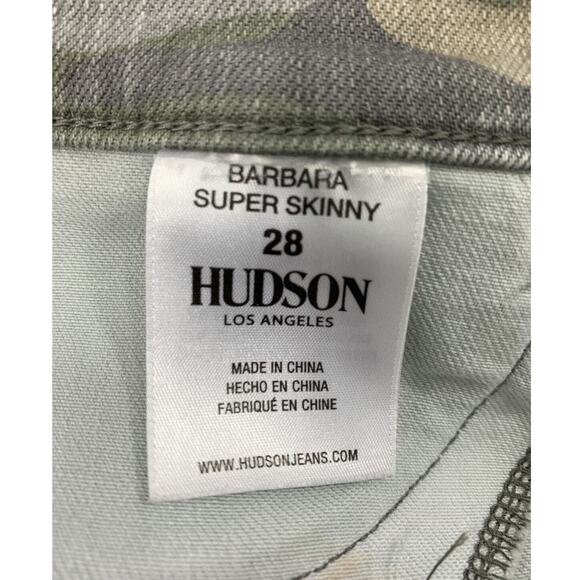 BARBARA
SUPER SKINNY
28
HUDSON
LOS ANGELES
MADE IN CHINA
HECHO EN CHINA
FABRIQUÉ EN CHINE
WWW.HUDSONJEANS.COM